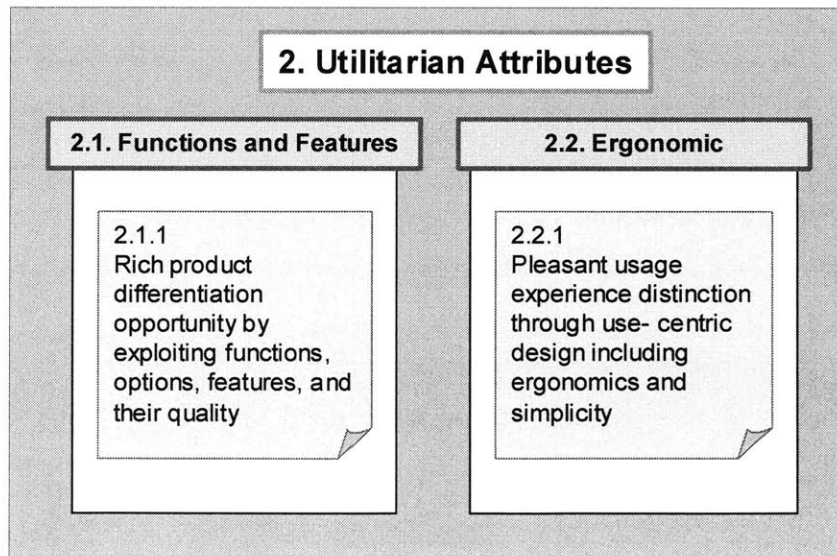 2. Utilitarian Attributes
2.1. Functions and Features
2.1.1
Rich product
differentiation
opportunity by
exploiting functions,
options, features, and
their quality
2.2. Ergonomic
2.2.1
Pleasant usage
experience distinction
through use- centric
design including
ergonomics and
simplicity